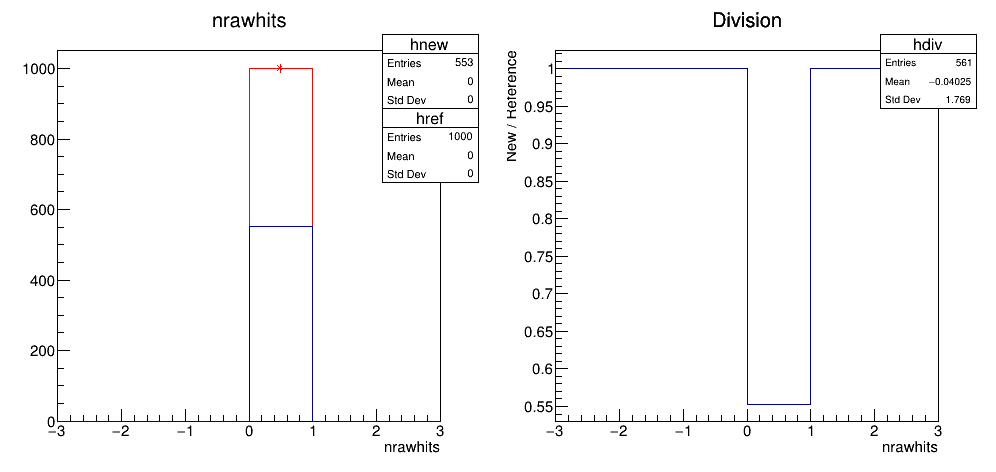 nrawhits
hnew
Entries 553
Mean 0
Std Dev 0
href
Entries 1000
Mean 0
Std Dev 0
1000
800
600
400
200
0
−3 −2 −1 0 1 2 3
nrawhits
Division
hdiv
Entries 561
Mean −0.04025
Std Dev 1.769
New / Reference
1
0.95
0.9
0.85
0.8
0.75
0.7
0.65
0.6
0.55
−3 −2 −1 0 1 2 3
nrawhits